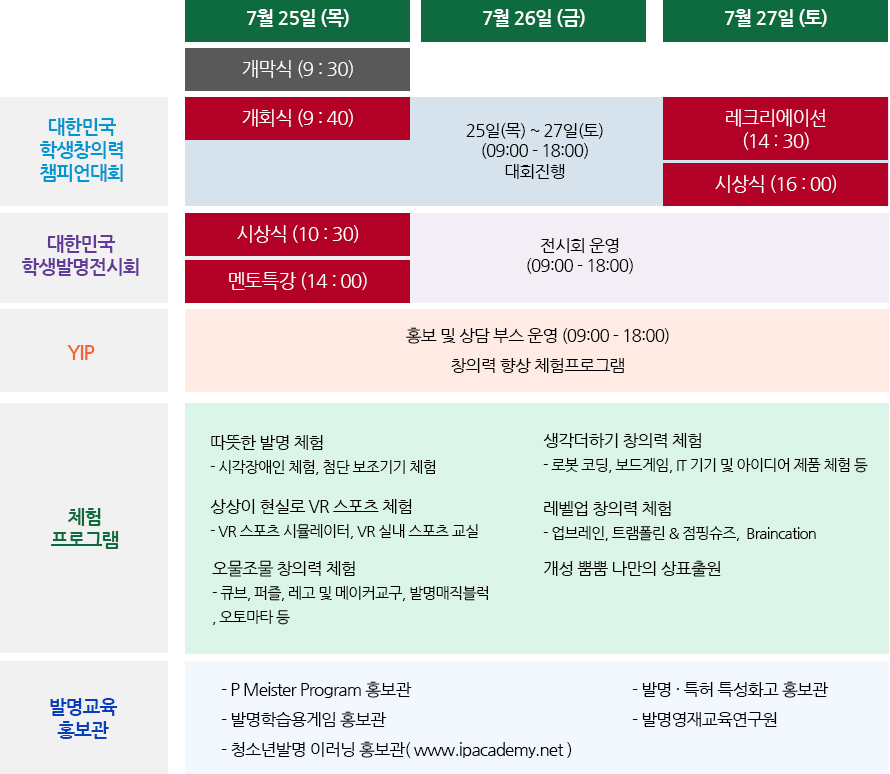 7월 25일 (목)
7월 26일 (금)
7월 27일 (토)
개막식 (9 : 30)
대한민국
학생창의력
챔피언대회
개회식 (9 : 40)
25일(목) ~ 27일(토)
(09:00 - 18:00)
대회진행
레크리에이션
(14 : 30)
시상식 (16 : 00)
대한민국
학생발명전시회
시상식 (10 : 30)
멘토특강 (14 : 00)
전시회 운영
(09:00 - 18:00)
YIP
홍보 및 상담 부스 운영 (09:00 - 18:00)
창의력 향상 체험프로그램
체험
프로그램
따뜻한 발명 체험
- 시각장애인 체험, 첨단 보조기기 체험
상상이 현실로 VR 스포츠 체험
- VR 스포츠 시뮬레이터, VR 실내 스포츠 교실
오물조물 창의력 체험
- 큐브, 퍼즐, 레고 및 메이커교구, 발명매직블럭
, 오토마타 등
생각더하기 창의력 체험
- 로봇 코딩, 보드게임, IT 기기 및 아이디어 제품 체험 등
레벨업 창의력 체험
- 업브레인, 트램폴린 & 점핑슈즈, Braincation
개성 뿜뿜 나만의 상표출원
발명교육
홍보관
- P Meister Program 홍보관
- 발명학습용게임 홍보관
- 청소년발명 이러닝 홍보관( www.ipacademy.net )
- 발명 · 특허 특성화고 홍보관
- 발명영재교육연구원